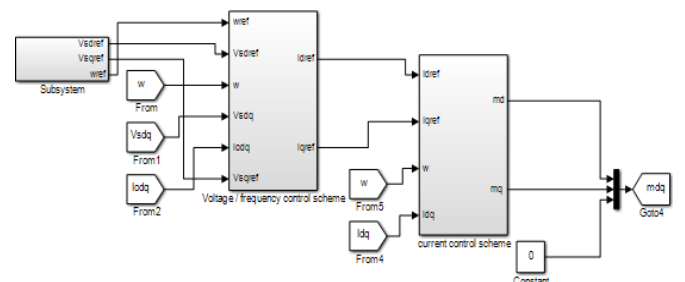 Vsdref
Vsqref
wref
Subsystem
w
From
Vsdq
From1
Iodq
From2
wref
Vsdref
w
Vsdq
Iodq
Vsqref
Idref
Iqref
Voltage / frequency control scheme
w
From5
Idq
From4
Idref
Iqref
w
Idq
md
mq
current control scheme
0
Constant
mdq
Goto4